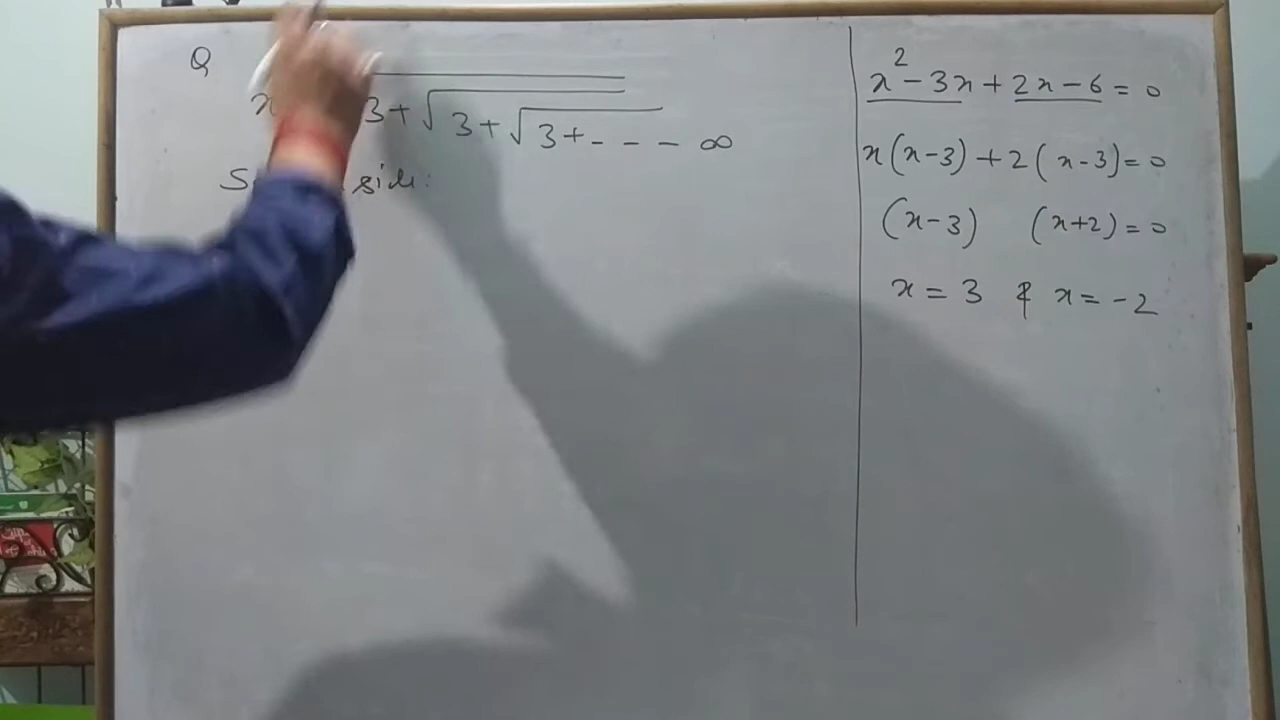 Q
x 3+√3+√3+- - - ∞
side:
x²-3x+2x-6=0
x(x-3)+2(x-3)=0
(x-3) (x+2)=0
x=3 & x=-2